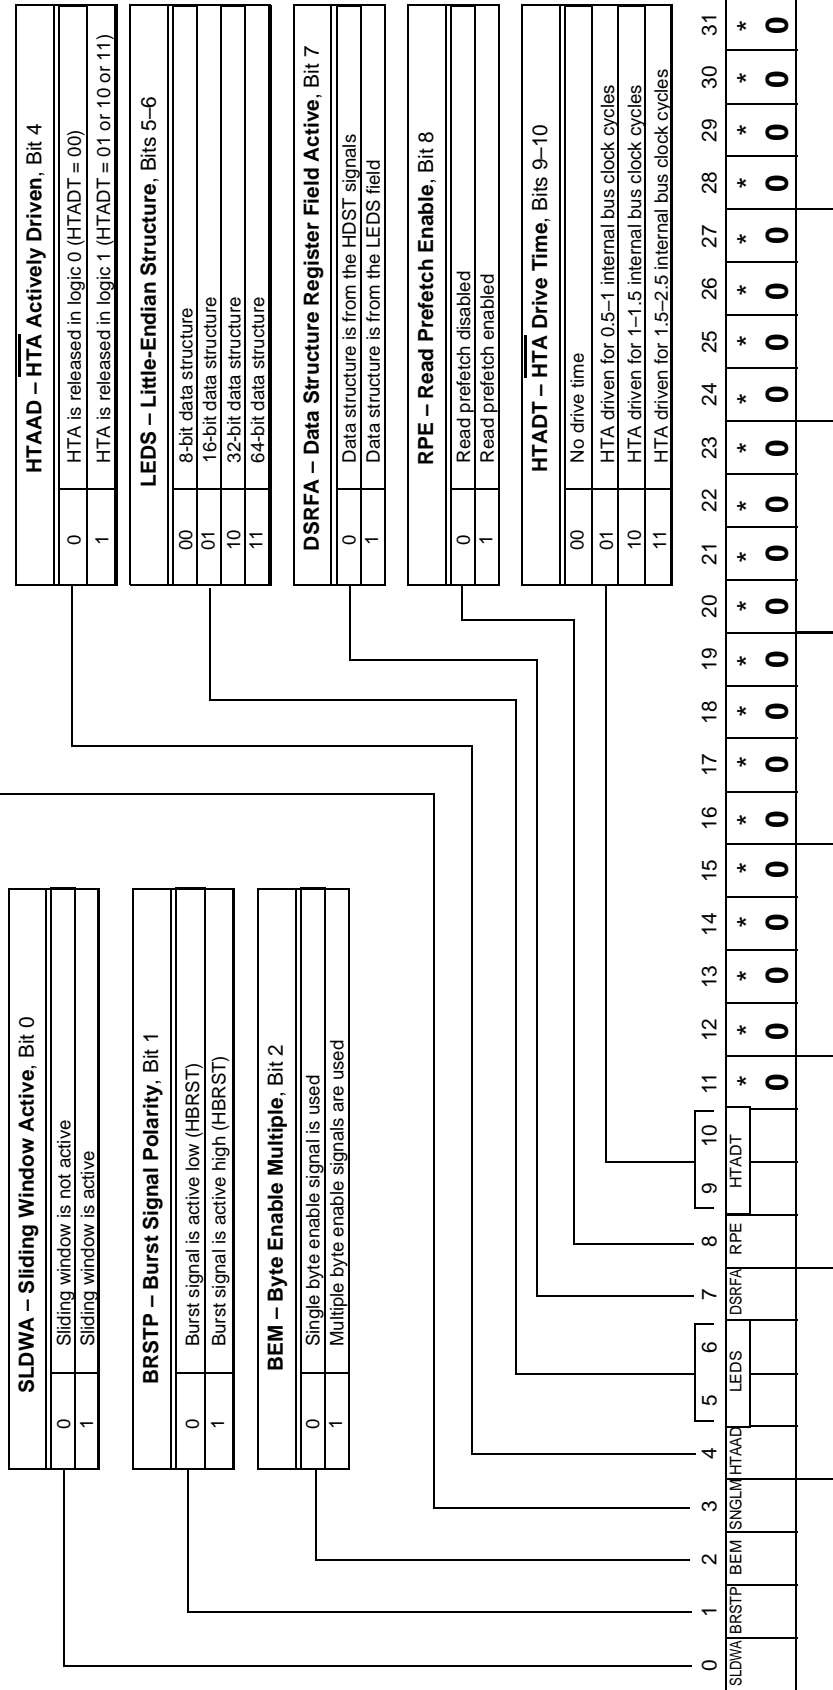 SLDWA – Sliding Window Active, Bit 0
0 Sliding window is not active
1 Sliding window is active
BRSTP – Burst Signal Polarity, Bit 1
0 Burst signal is active low (HBRST)
1 Burst signal is active high (HBRST)
BEM – Byte Enable Multiple, Bit 2
0 Single byte enable signal is used
1 Multiple byte enable signals are used
HTAAD – HTA Actively Driven, Bit 4
0 HTA is released in logic 0 (HTADT = 00)
1 HTA is released in logic 1 (HTADT = 01 or 10 or 11)
LEDS – Little-Endian Structure, Bits 5–6
00 8-bit data structure
01 16-bit data structure
10 32-bit data structure
11 64-bit data structure
DSRFA – Data Structure Register Field Active, Bit 7
0 Data structure is from the HDST signals
1 Data structure is from the LEDS field
RPE – Read Prefetch Enable, Bit 8
0 Read prefetch disabled
1 Read prefetch enabled
HTADT – HTA Drive Time, Bits 9–10
00 No drive time
01 HTA driven for 0.5–1 internal bus clock cycles
10 HTA driven for 1–1.5 internal bus clock cycles
11 HTA driven for 1.5–2.5 internal bus clock cycles
0 1 2 3 4 5 6 7 8 9 10 11 12 13 14 15 16 17 18 19 20 21 22 23 24 25 26 27 28 29 30 31
SLDWA BRSTP BEM SNGLM HTAAD LEDS DSRFA RPE HTADT * * * * * * * * * * * * * * * * * * * * *
0 0 0 0 0 0 0 0 0 0 0 0 0 0 0 0 0 0 0 0 0